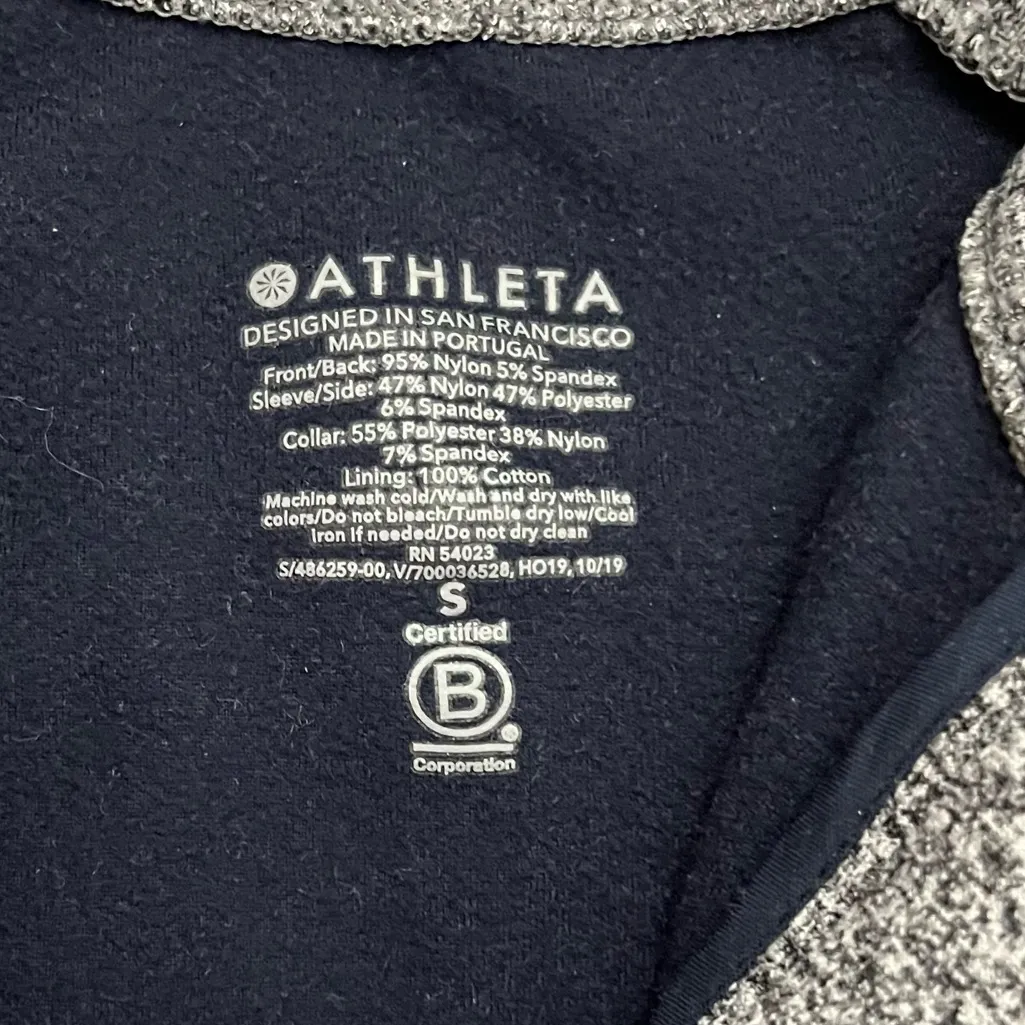 ATHLETA
DESIGNED IN SAN FRANCISCO
MADE IN PORTUGAL
Front/Back: 95% Nylon 5% Spandex
Sleeve/Side: 47% Nylon 47% Polyester
6% Spandex
Collar: 55% Polyester 38% Nylon
7% Spandex
Lining: 100% Cotton
Machine wash cold/Wash and dry with like
colors/Do not bleach/Tumble dry low/Cool
Iron If needed/Do not dry clean
RN 54023
S/486259-00, V/700036528, HO19, 10/19
S
Certified
B
®
Corporation